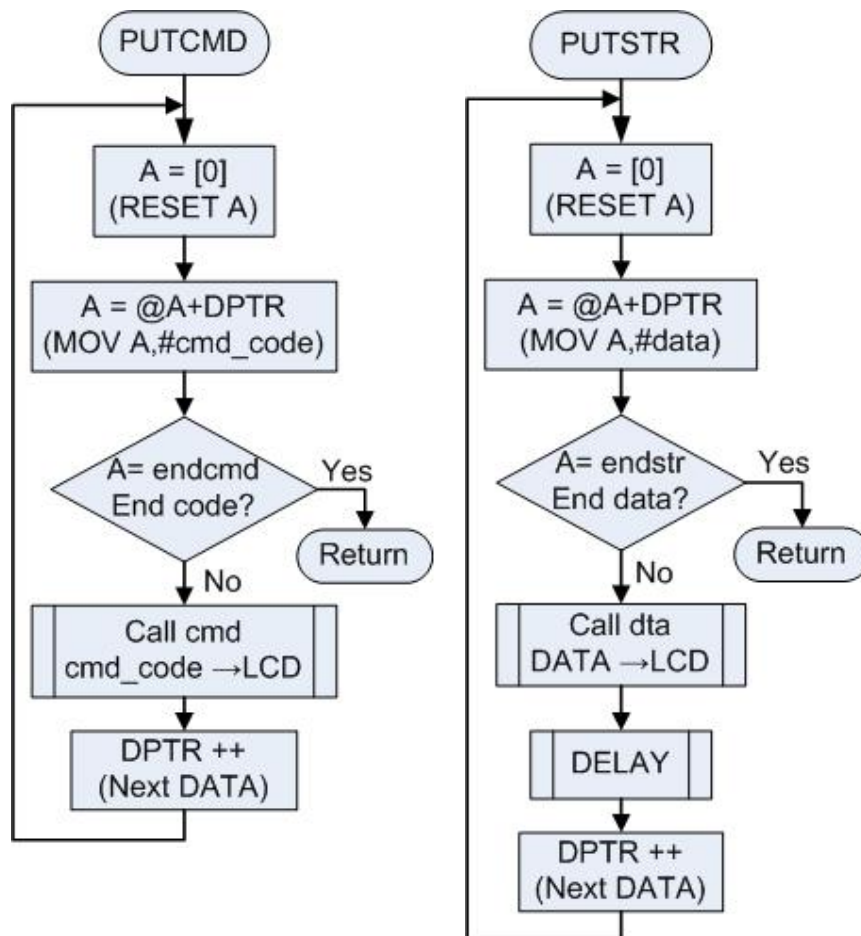 PUTCMD
A = [0]
(RESET A)
A = @A+DPTR
(MOV A,#cmd_code)
A= endcmd
End code?
Yes
Return
No
Call cmd
cmd_code →LCD
DPTR ++
(Next DATA)
PUTSTR
A = [0]
(RESET A)
A = @A+DPTR
(MOV A,#data)
A= endstr
End data?
Yes
Return
No
Call dta
DATA →LCD
DELAY
DPTR ++
(Next DATA)